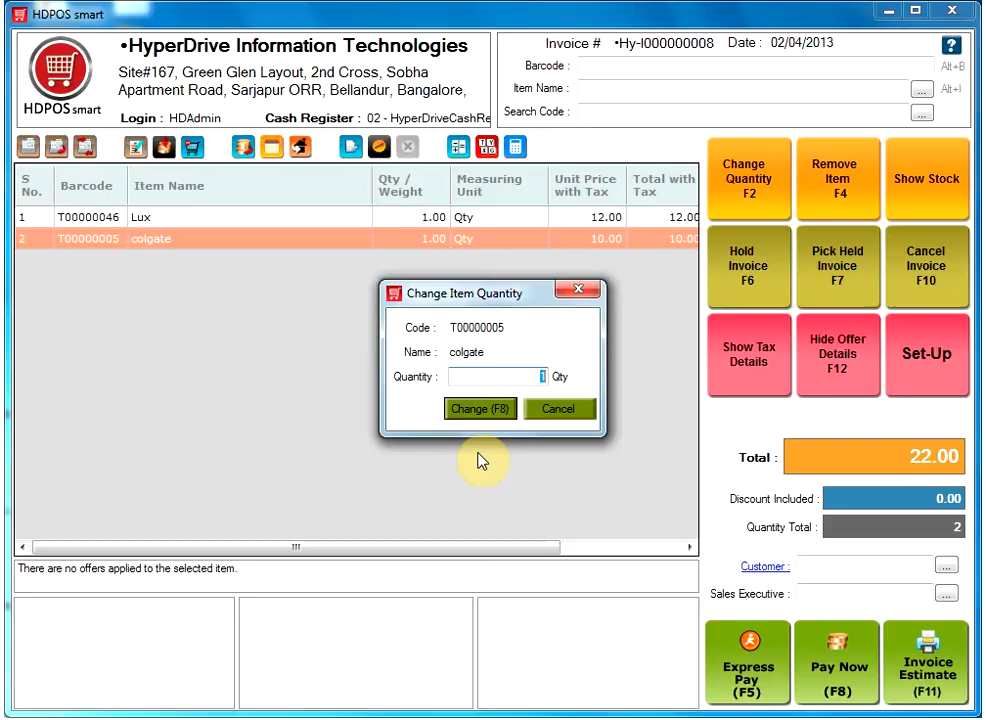 HDPOS smart
HDPOS smart
•HyperDrive Information Technologies
Site#167, Green Glen Layout, 2nd Cross, Sobha
Apartment Road, Sarjapur ORR, Bellandur, Bangalore,
Login : HDAdmin Cash Register : 02 - HyperDriveCashRe
Invoice # •Hy-I000000008 Date : 02/04/2013
?
Barcode : Alt+B
Item Name : ... Alt+I
Search Code : ...
S No. Barcode Item Name Qty / Weight Measuring Unit Unit Price with Tax Total with Tax
1 T00000046 Lux 1.00 Qty 12.00 12.00
2 T00000005 colgate 1.00 Qty 10.00 10.00
Change Item Quantity
Code : T00000005
Name : colgate
Quantity : 1 Qty
Change (F8) Cancel
There are no offers applied to the selected item.
Change
Quantity
F2
Remove
Item
F4
Show Stock
Hold
Invoice
F6
Pick Held
Invoice
F7
Cancel
Invoice
F10
Show Tax
Details
Hide Offer
Details
F12
Set-Up
Total : 22.00
Discount Included : 0.00
Quantity Total : 2
Customer : ...
Sales Executive : ...
Express
Pay
(F5)
Pay Now
(F8)
Invoice
Estimate
(F11)